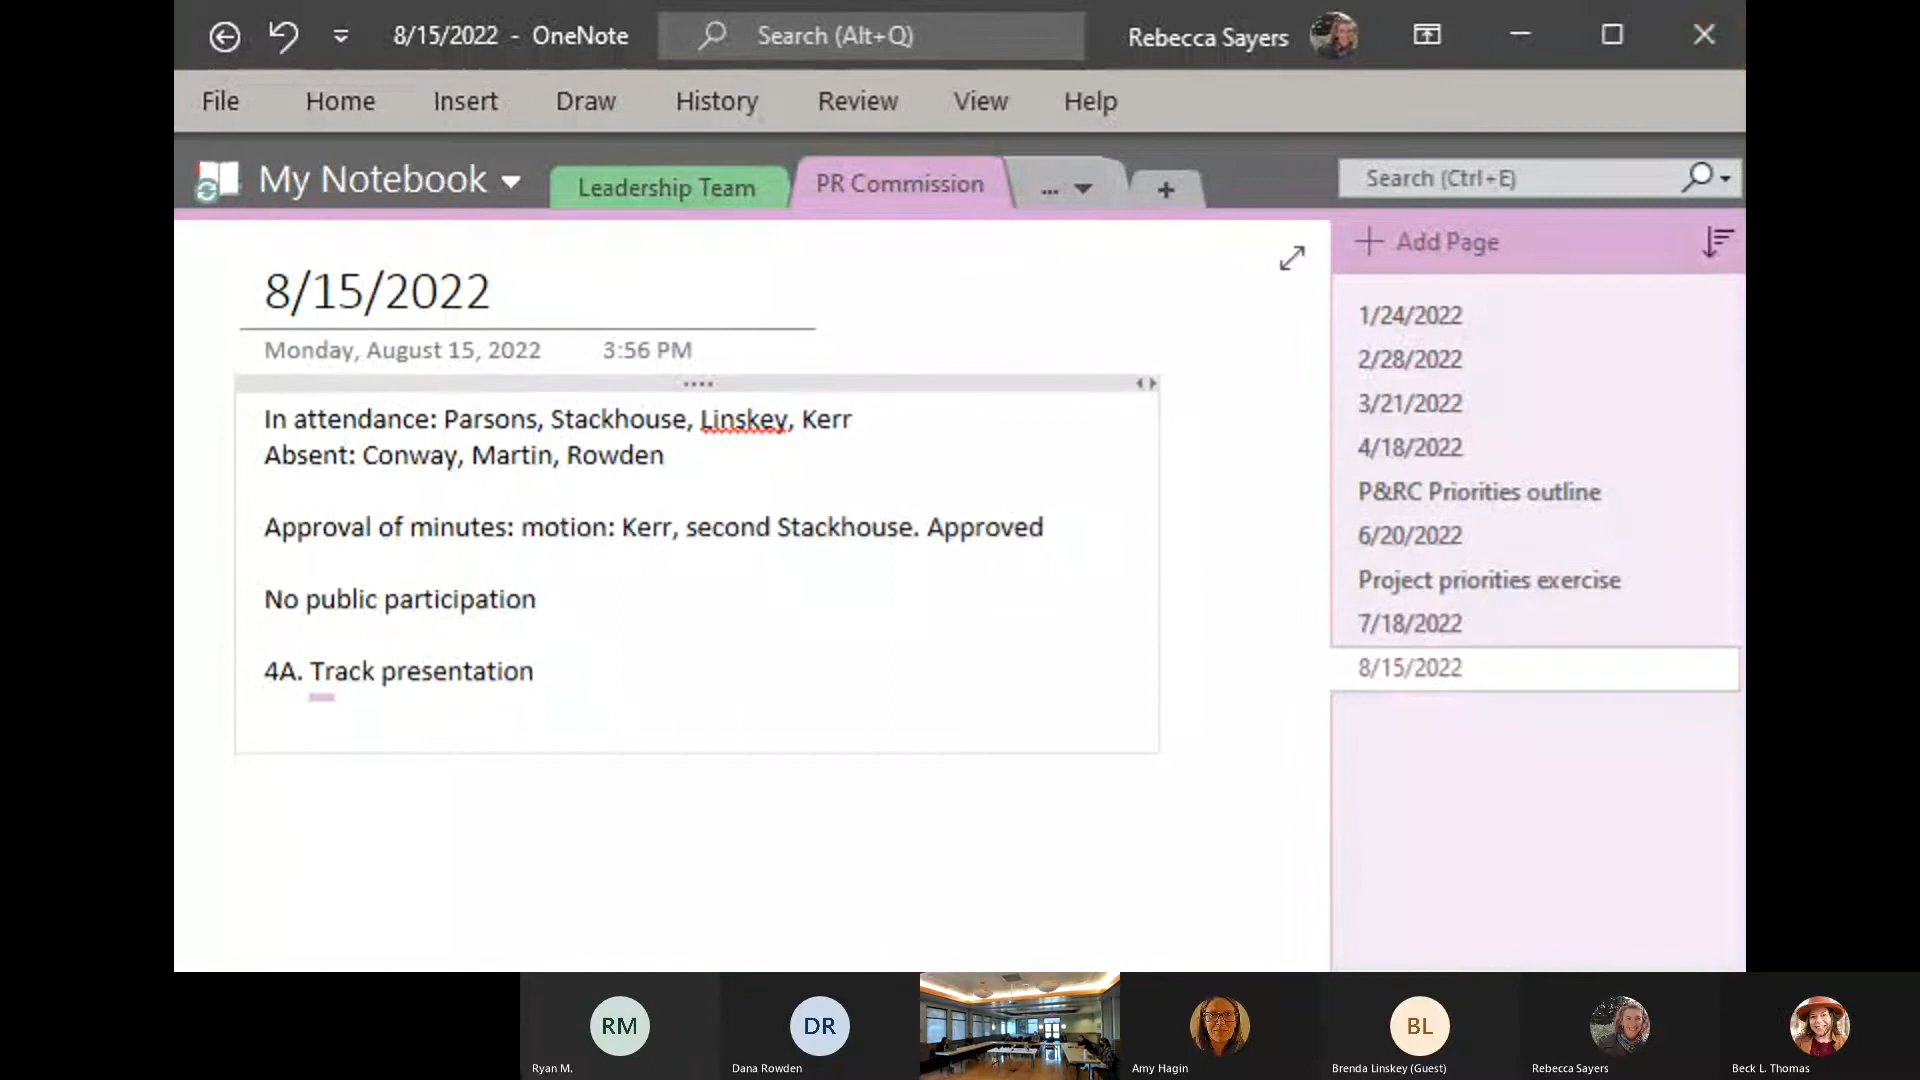 8/15/2022 - OneNote
Search (Alt+Q)
Rebecca Sayers
File Home Insert Draw History Review View Help
My Notebook
Leadership Team
PR Commission
...
Search (Ctrl+E)
Add Page
8/15/2022
Monday, August 15, 2022 3:56 PM
In attendance: Parsons, Stackhouse, Linskey, Kerr
Absent: Conway, Martin, Rowden
Approval of minutes: motion: Kerr, second Stackhouse. Approved
No public participation
4A. Track presentation
1/24/2022
2/28/2022
3/21/2022
4/18/2022
P&RC Priorities outline
6/20/2022
Project priorities exercise
7/18/2022
8/15/2022
RM
Ryan M.
DR
Dana Rowden
Amy Hagin
BL
Brenda Linskey (Guest)
Rebecca Sayers
Beck L. Thomas